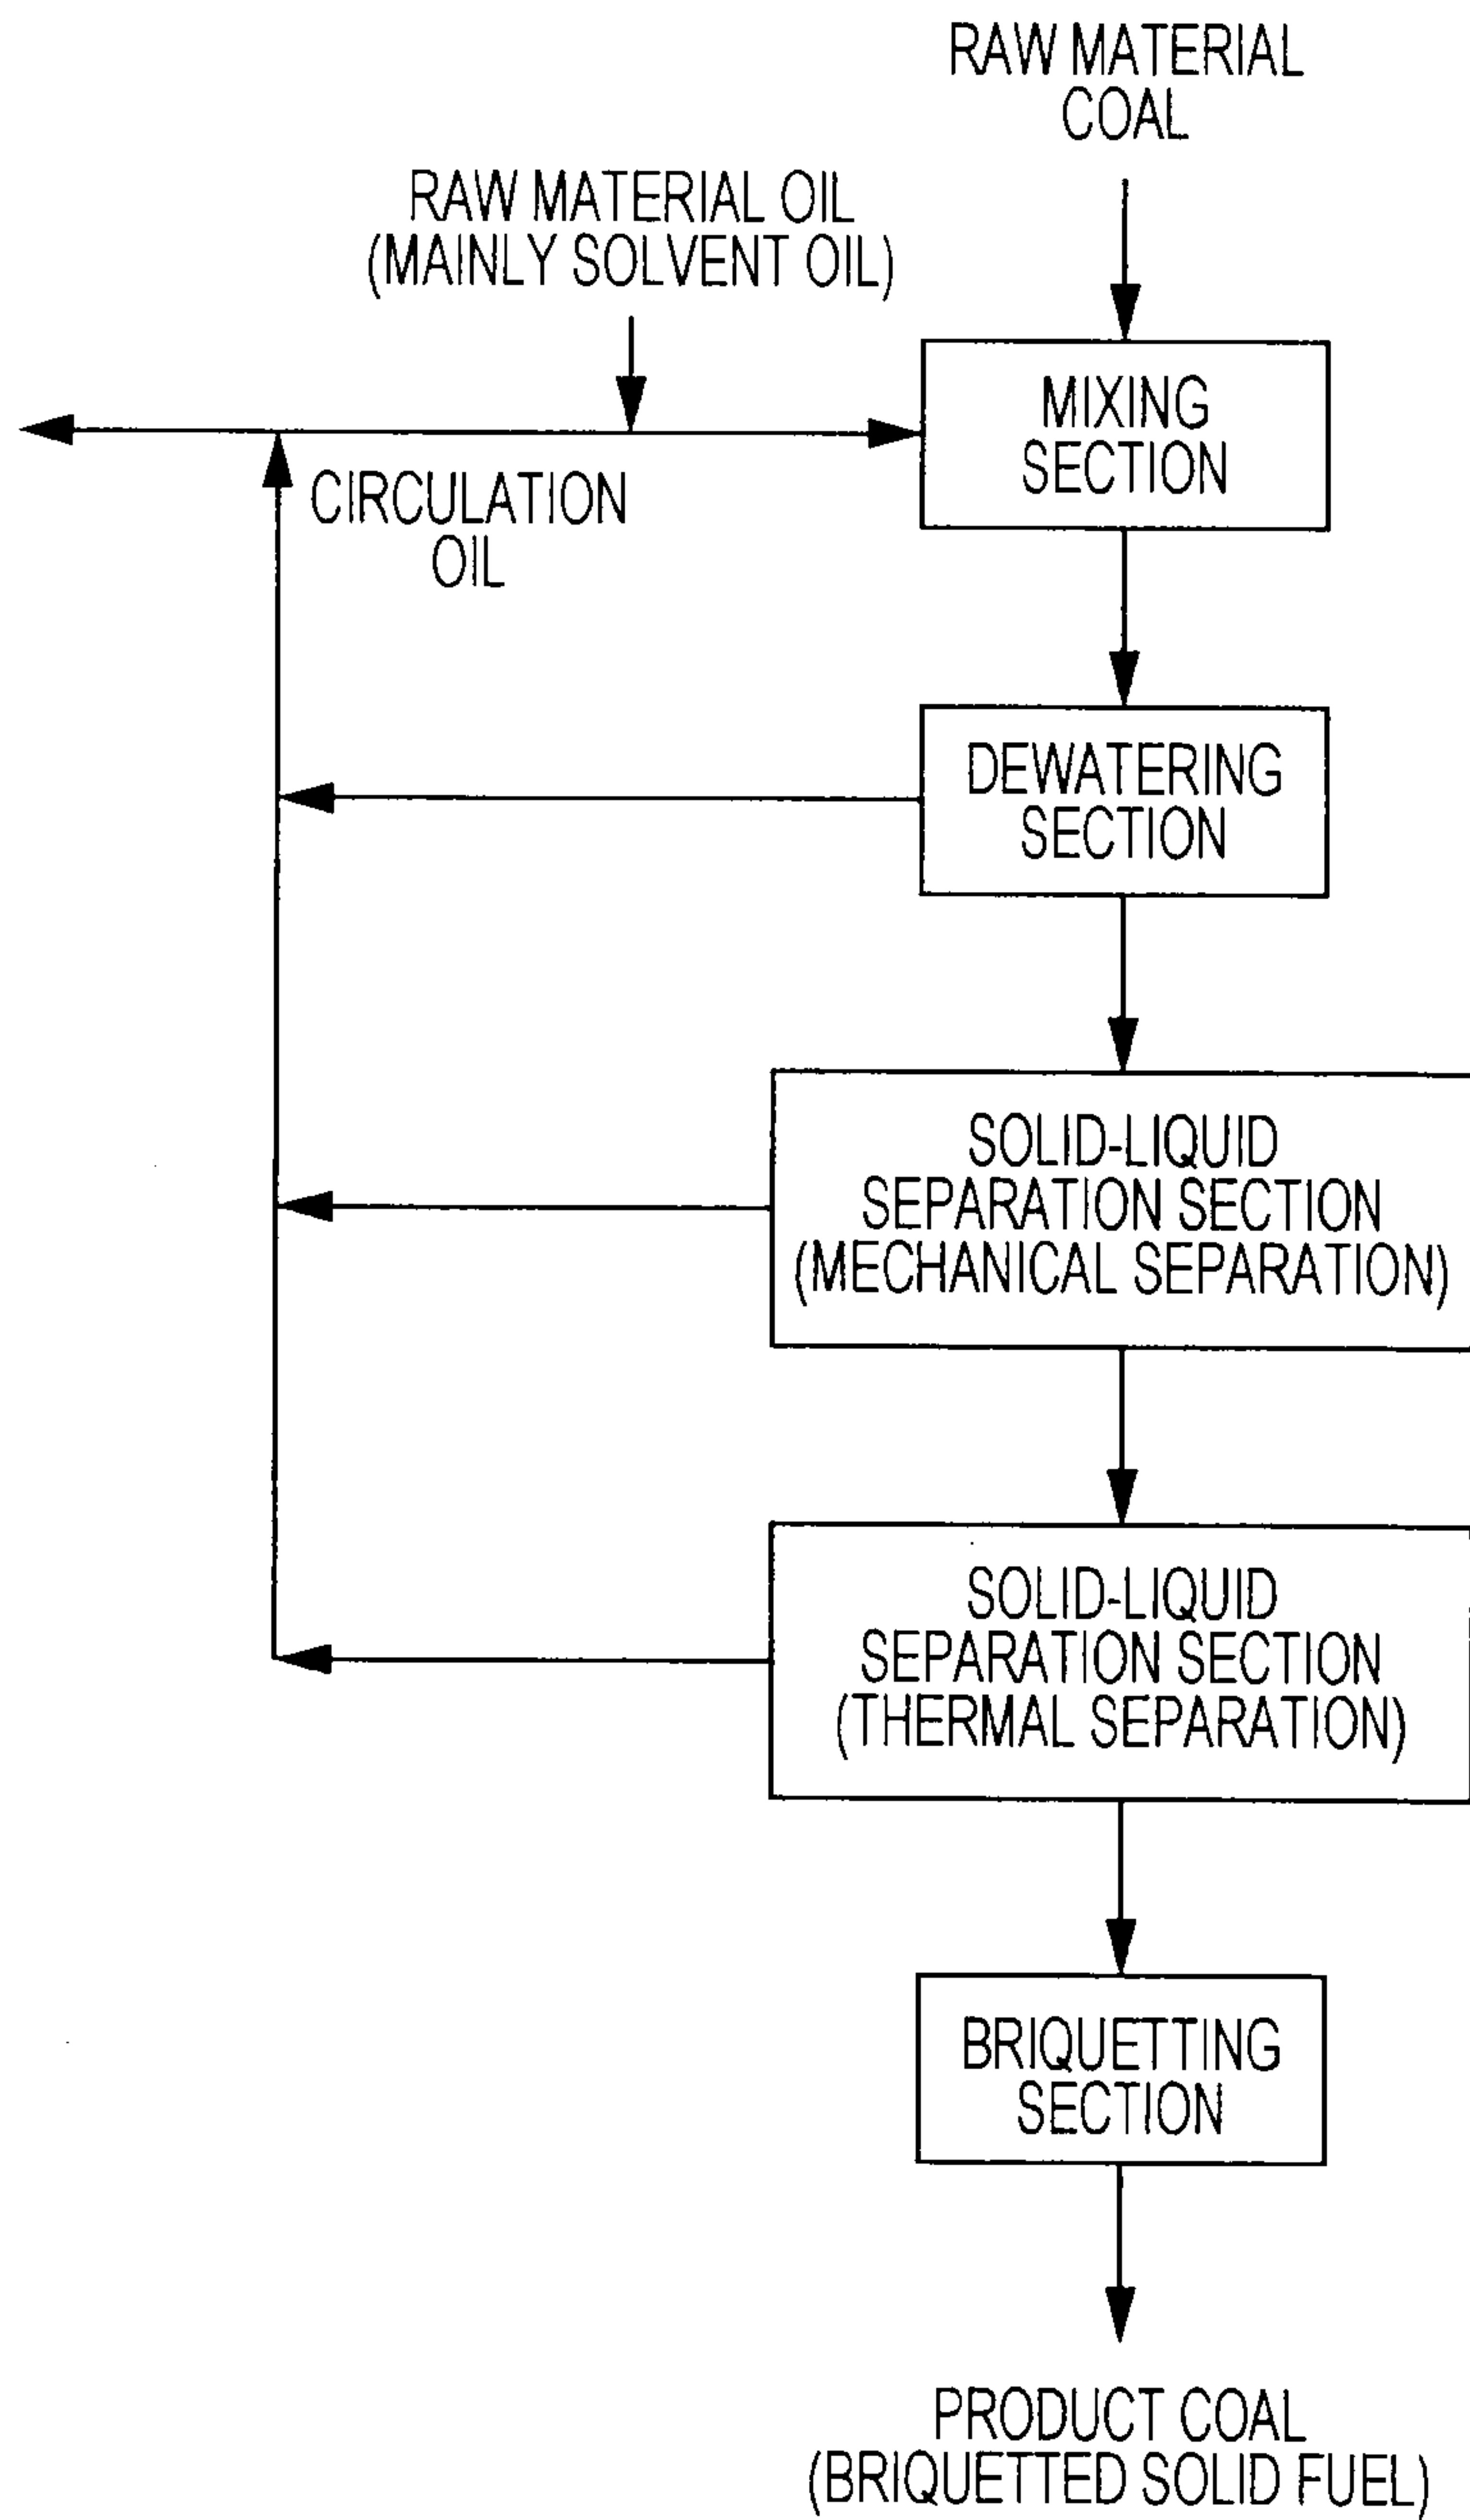 RAW MATERIAL
COAL
RAW MATERIAL OIL
(MAINLY SOLVENT OIL)
MIXING
SECTION
CIRCULATION
OIL
DEWATERING
SECTION
SOLID-LIQUID
SEPARATION SECTION
(MECHANICAL SEPARATION)
SOLID-LIQUID
SEPARATION SECTION
(THERMAL SEPARATION)
BRIQUETTING
SECTION
PRODUCT COAL
(BRIQUETTED SOLID FUEL)